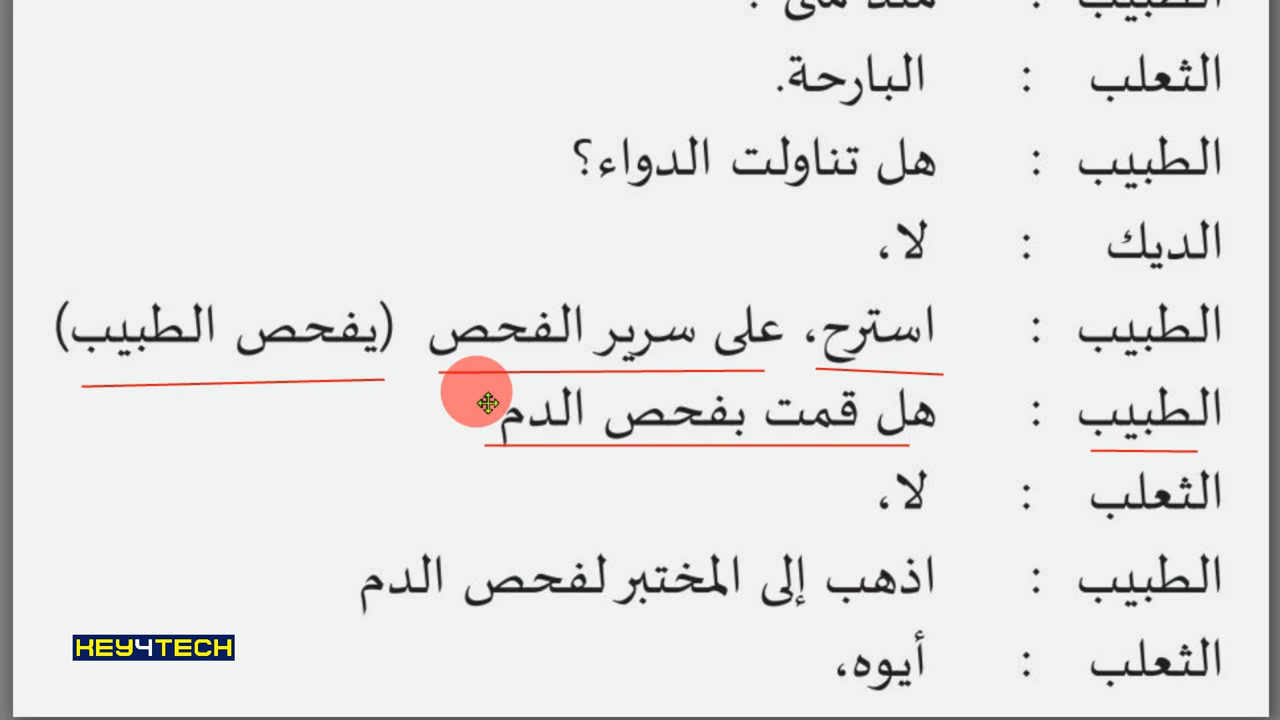 الثعلب : البارحة.
الطبيب : هل تناولت الدواء؟
الديك : لا،
الطبيب : استرح، على سرير الفحص (يفحص الطبيب)
الطبيب : هل قمت بفحص الدم
الثعلب : لا،
الطبيب : اذهب إلى المختبر لفحص الدم
الثعلب : أيوه،
KEY4TECH